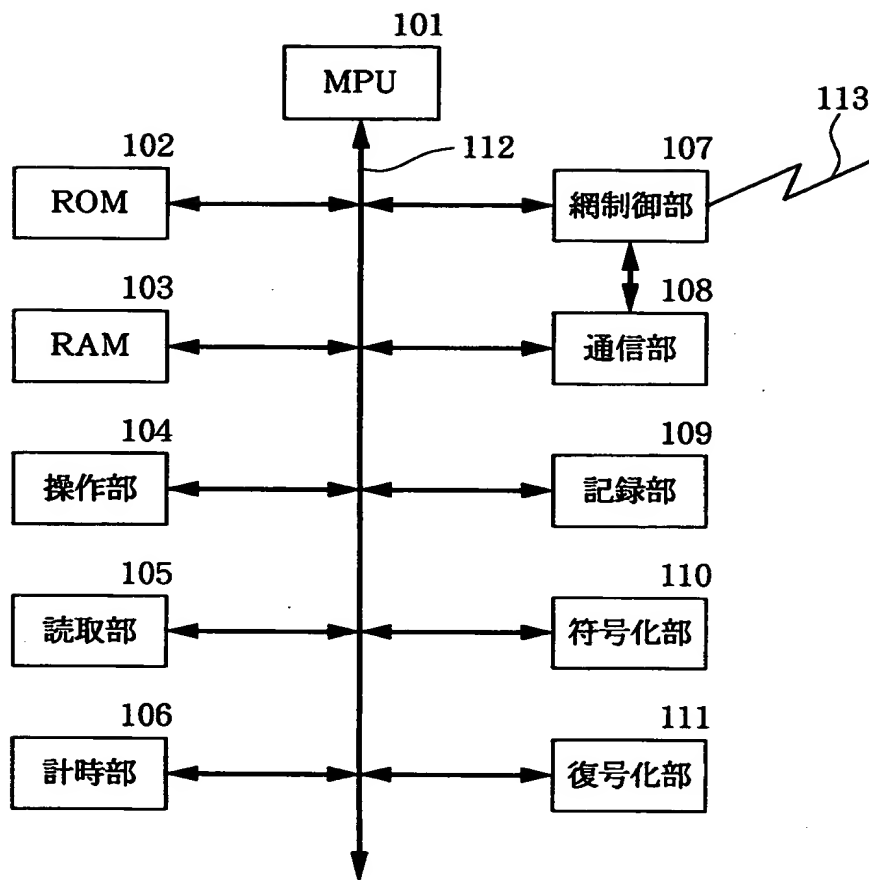 101
MPU
113
102
112
107
ROM
網制御部
103
108
RAM
通信部
104
109
操作部
記録部
105
110
読取部
符号化部
106
111
計時部
復号化部